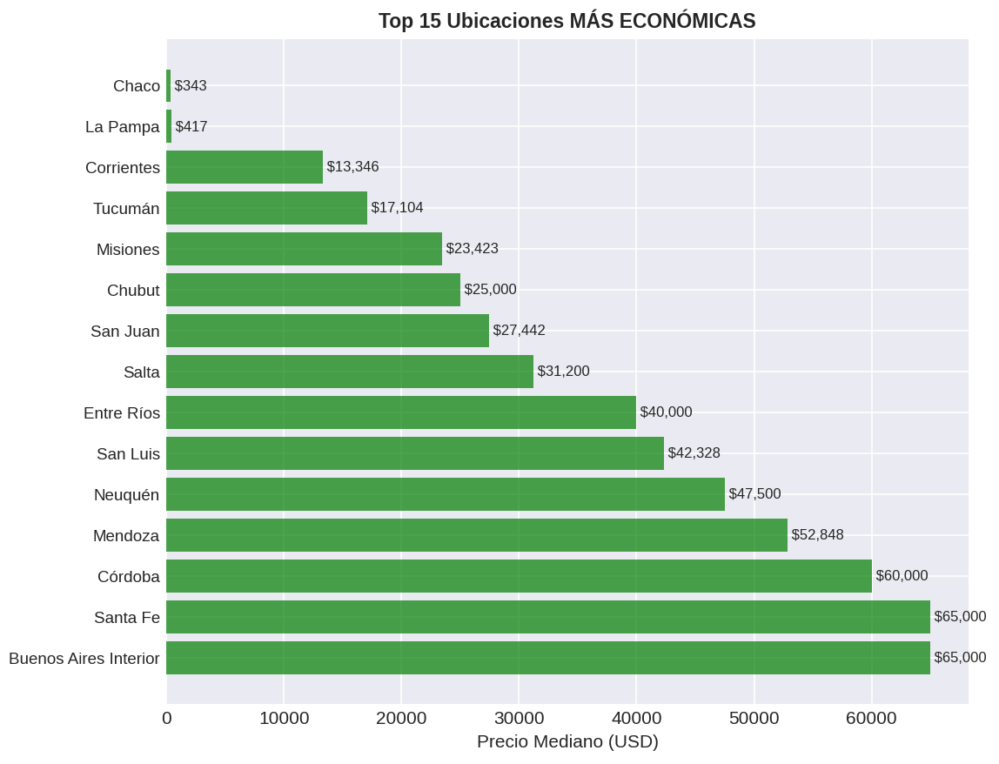 Top 15 Ubicaciones MÁS ECONÓMICAS
Chaco $343
La Pampa $417
Corrientes $13,346
Tucumán $17,104
Misiones $23,423
Chubut $25,000
San Juan $27,442
Salta $31,200
Entre Ríos $40,000
San Luis $42,328
Neuquén $47,500
Mendoza $52,848
Córdoba $60,000
Santa Fe $65,000
Buenos Aires Interior $65,000
0 10000 20000 30000 40000 50000 60000
Precio Mediano (USD)